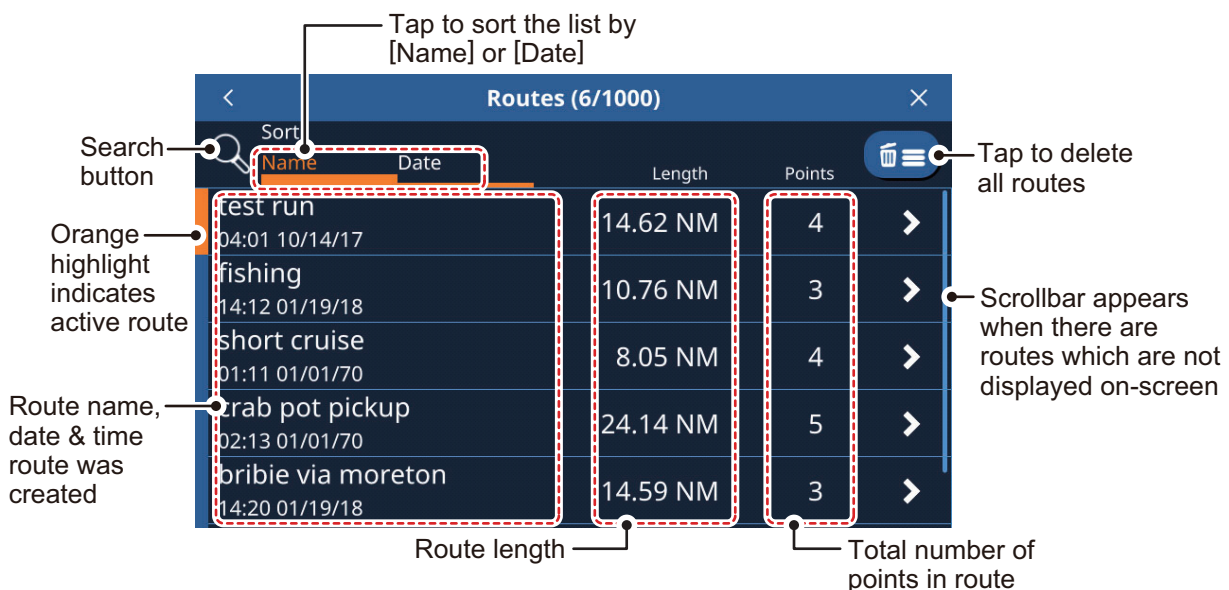 Tap to sort the list by
[Name] or [Date]
Routes (6/1000)
Search
button
Sort
Name Date
Length Points
Tap to delete
all routes
Orange
highlight
indicates
active route
test run
04:01 10/14/17
14.62 NM 4
fishing
14:12 01/19/18
10.76 NM 3
Scrollbar appears
when there are
routes which are not
displayed on-screen
short cruise
01:11 01/01/70
8.05 NM 4
Route name,
date & time
route was
created
crab pot pickup
02:13 01/01/70
24.14 NM 5
bribie via moreton
14:20 01/19/18
14.59 NM 3
Route length
Total number of
points in route